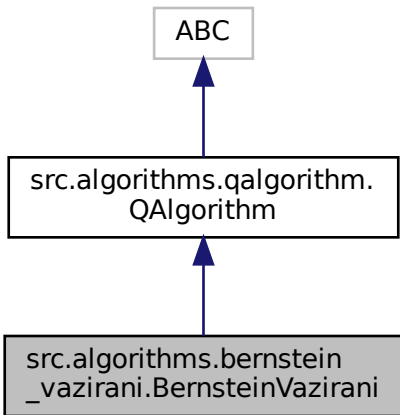 ABC
src.algorithms.qalgorithm.
QAlgorithm
src.algorithms.bernstein
_vazirani.BernsteinVazirani